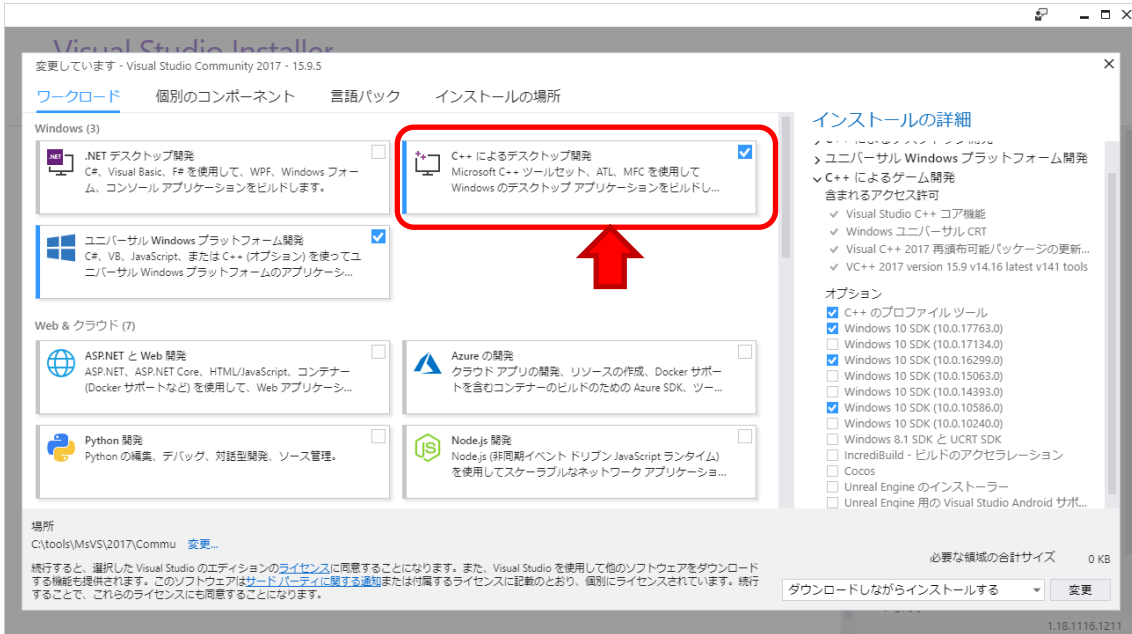 Visual Studio Installer
変更しています - Visual Studio Community 2017 - 15.9.5
ワークロード 個別のコンポーネント 言語パック インストールの場所
Windows (3)
.NET
.NET デスクトップ開発
C#、Visual Basic、F# を使用して、WPF、Windows フォー
ム、コンソール アプリケーションをビルドします。
C++ によるデスクトップ開発
Microsoft C++ ツールセット、ATL、MFC を使用して
Windows のデスクトップ アプリケーションをビルドし...
ユニバーサル Windows プラットフォーム開発
C#、VB、JavaScript、または C++ (オプション) を使ってユ
ニバーサル Windows プラットフォームのアプリケーシ...
Web & クラウド (7)
ASP.NET と Web 開発
ASP.NET、ASP.NET Core、HTML/JavaScript、コンテナー
(Docker サポートなど) を使用して、Web アプリケーシ...
Azure の開発
クラウド アプリの開発、リソースの作成、Docker サポー
トを含むコンテナーのビルドのための Azure SDK、ツー...
Python 開発
Python の編集、デバッグ、対話型開発、ソース管理。
JS
Node.js 開発
Node.js (非同期イベント ドリブン JavaScript ランタイム)
を使用してスケーラブルなネットワーク アプリケーショ...
インストールの詳細
ユニバーサル Windows プラットフォーム開発
C++ によるゲーム開発
含まれるアクセス許可
Visual Studio C++ コア機能
Windows ユニバーサル CRT
Visual C++ 2017 再頒布可能パッケージの更新...
VC++ 2017 version 15.9 v14.16 latest v141 tools
オプション
C++ のプロファイル ツール
Windows 10 SDK (10.0.17763.0)
Windows 10 SDK (10.0.17134.0)
Windows 10 SDK (10.0.16299.0)
Windows 10 SDK (10.0.15063.0)
Windows 10 SDK (10.0.14393.0)
Windows 10 SDK (10.0.10586.0)
Windows 10 SDK (10.0.10240.0)
Windows 8.1 SDK と UCRT SDK
IncrediBuild - ビルドのアクセラレーション
Cocos
Unreal Engine のインストーラー
Unreal Engine 用の Visual Studio Android サポ...
場所
C:\tools\MsVS\2017\Commu 変更...
続行すると、選択した Visual Studio のエディションのライセンスに同意することになります。また、Visual Studio を使用して他のソフトウェアをダウンロード
する機能も提供されます。このソフトウェアはサード パーティに関する通知または付属するライセンスに記載のとおり、個別にライセンスされています。続行
することで、これらのライセンスにも同意することになります。
必要な領域の合計サイズ 0 KB
ダウンロードしながらインストールする 変更
1.18.1116.1211